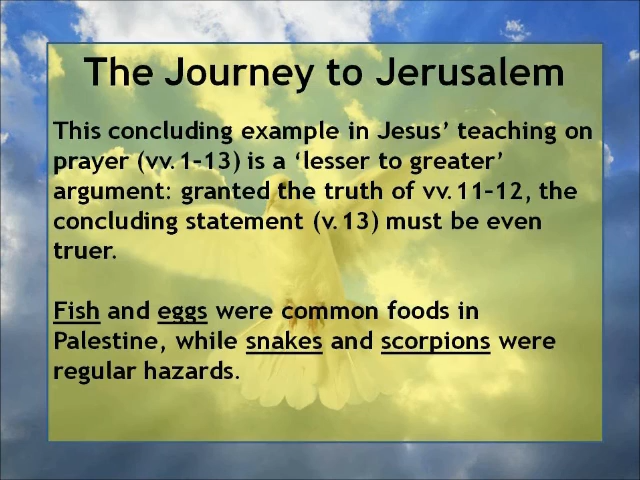 The Journey to Jerusalem
This concluding example in Jesus’ teaching on
prayer (vv.1–13) is a ‘lesser to greater’
argument: granted the truth of vv.11–12, the
concluding statement (v.13) must be even
truer.
Fish and eggs were common foods in
Palestine, while snakes and scorpions were
regular hazards.